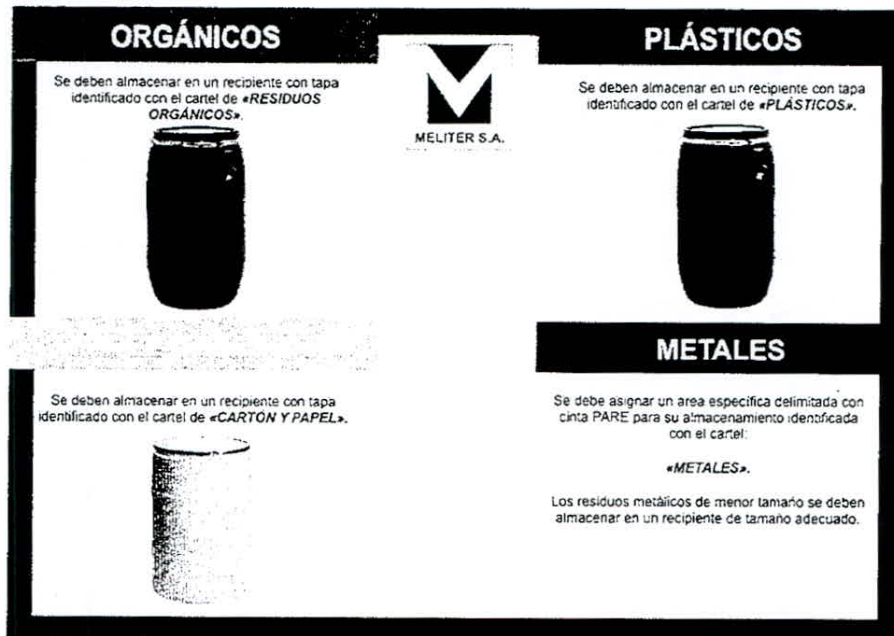 ORGÁNICOS
Se deben almacenar en un recipiente con tapa
identificado con el cartel de «RESIDUOS
ORGÁNICOS».
MELITER S.A.
PLÁSTICOS
Se deben almacenar en un recipiente con tapa
identificado con el cartel de «PLÁSTICOS».
Se deben almacenar en un recipiente con tapa
identificado con el cartel de «CARTÓN Y PAPEL».
METALES
Se debe asignar un area específica delimitada con
cinta PARE para su almacenamiento identificada
con el cartel:
«METALES».
Los residuos metálicos de menor tamaño se deben
almacenar en un recipiente de tamaño adecuado.